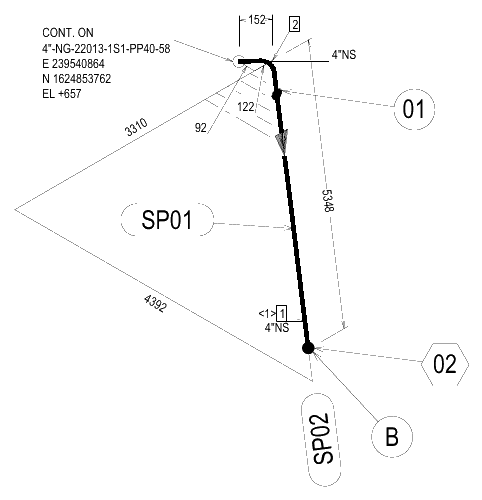 152
2
CONT. ON
4"-NG-22013-1S1-PP40-58
E 239540864
N 1624853762
EL +657
4"NS
01
122
92
3310
SP01
5348
4392
<1> 1
4"NS
02
B
SP02